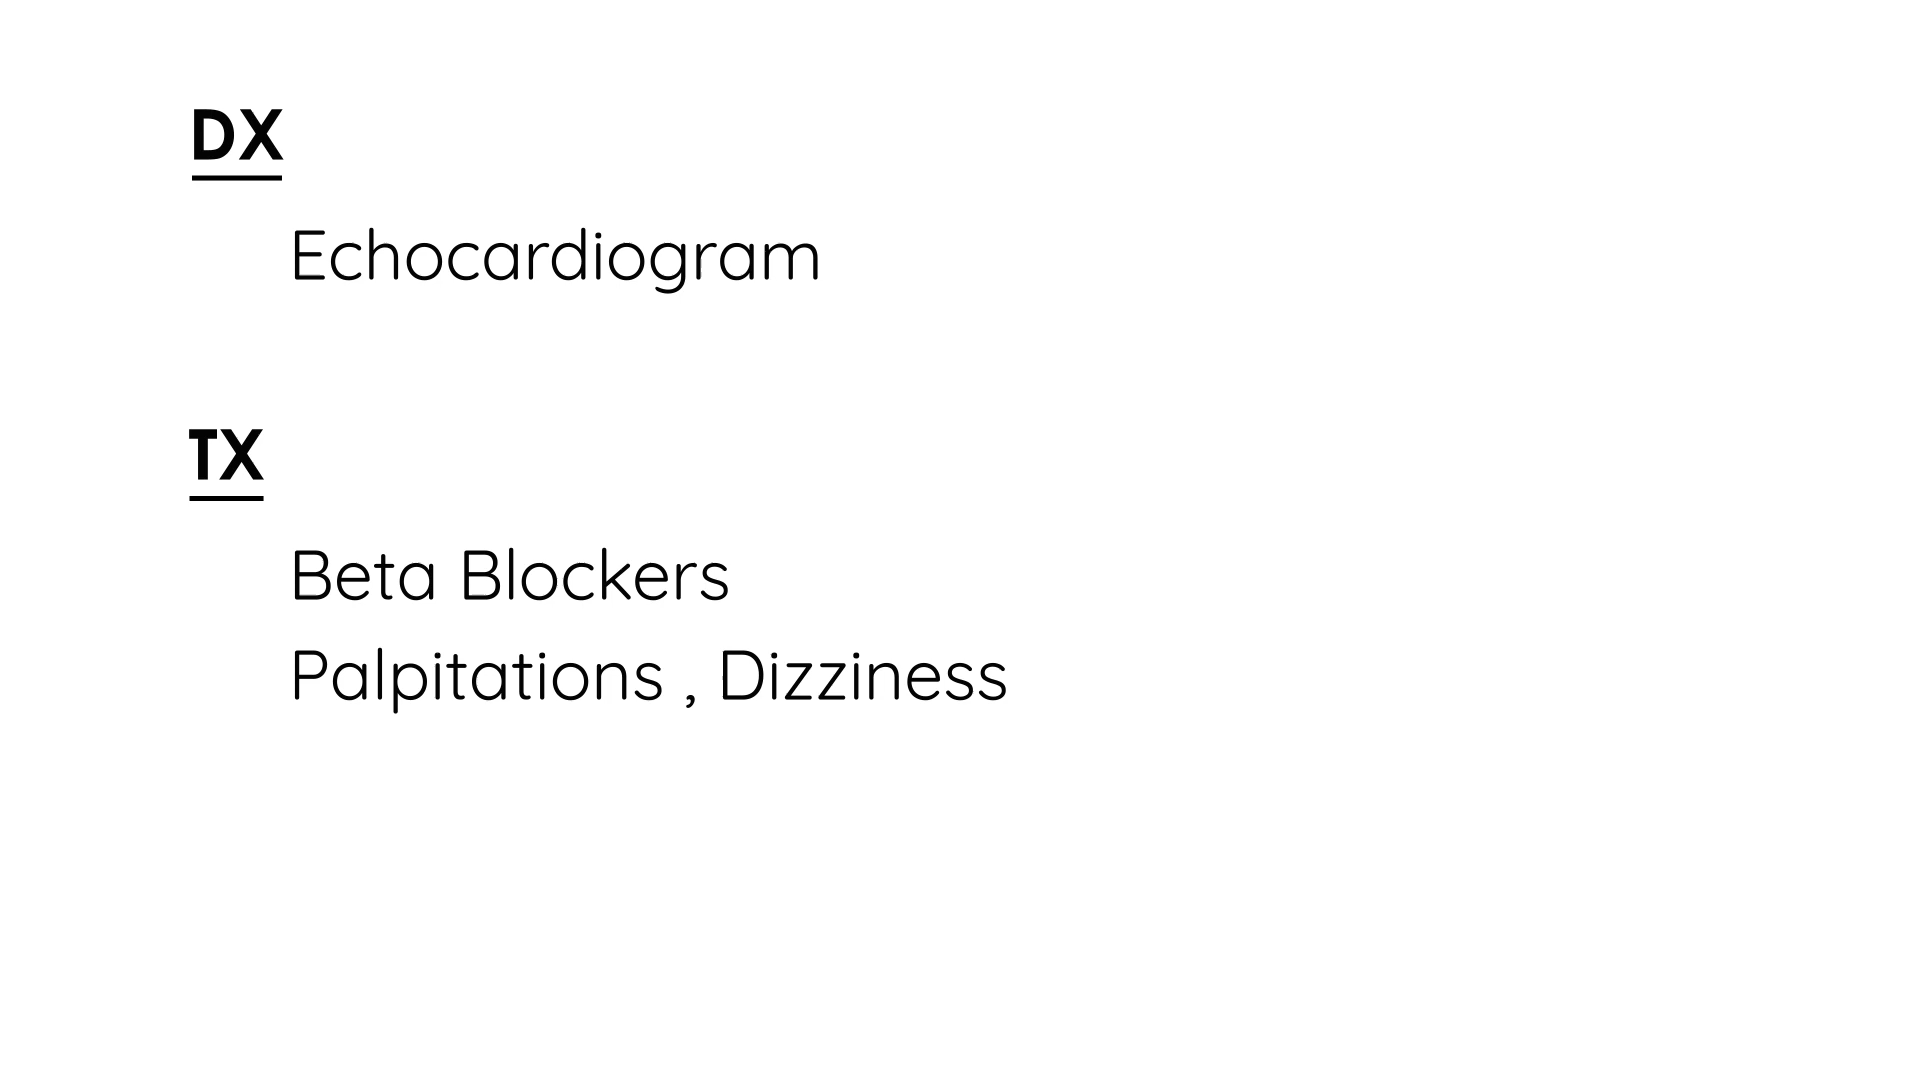 DX
Echocardiogram
TX
Beta Blockers
Palpitations , Dizziness